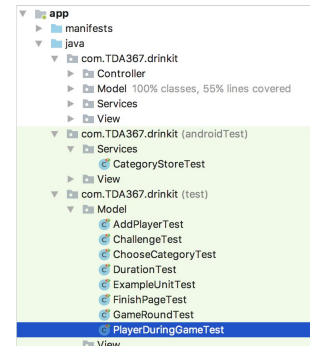 app
manifests
java
com.TDA367.drinkit
Controller
Model 100% classes, 55% lines covered
Services
View
com.TDA367.drinkit (androidTest)
Services
CategoryStoreTest
View
com.TDA367.drinkit (test)
Model
AddPlayerTest
ChallengeTest
ChooseCategoryTest
DurationTest
ExampleUnitTest
FinishPageTest
GameRoundTest
PlayerDuringGameTest
View